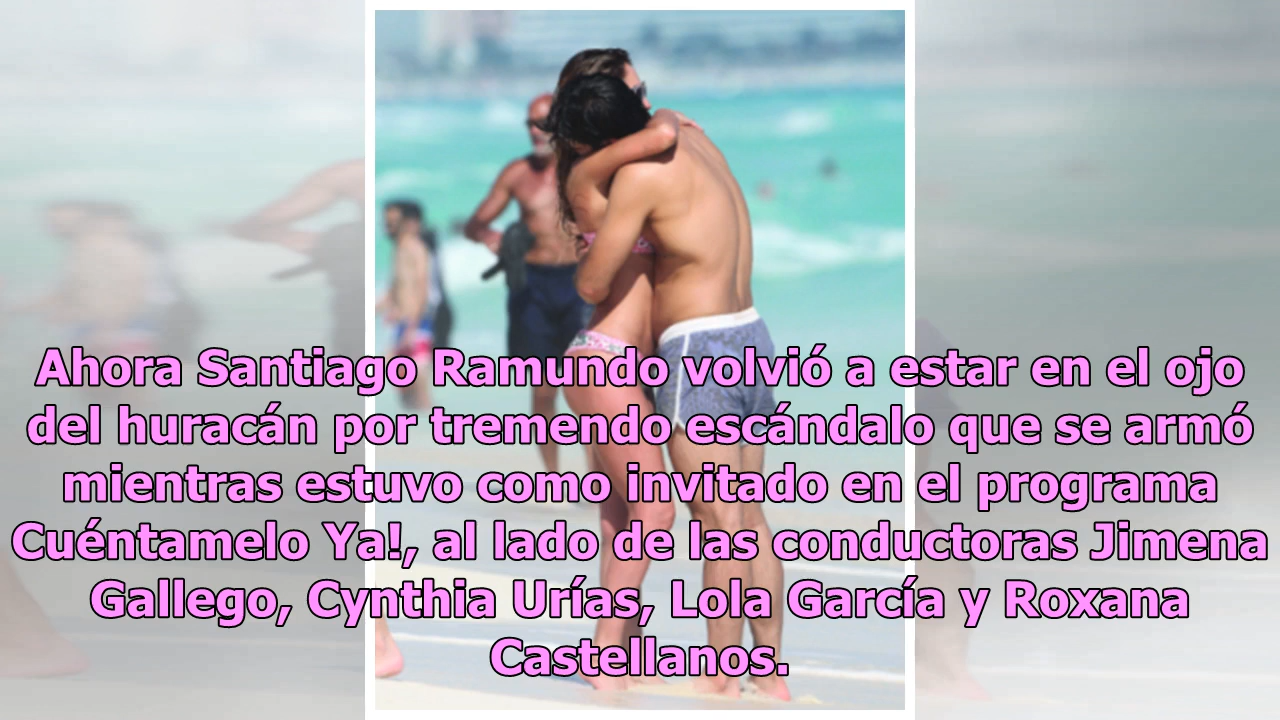 Ahora Santiago Ramundo volvió a estar en el ojo
del huracán por tremendo escándalo que se armó
mientras estuvo como invitado en el programa
Cuéntamelo Ya!, al lado de las conductoras Jimena
Gallego, Cynthia Urías, Lola García y Roxana
Castellanos.